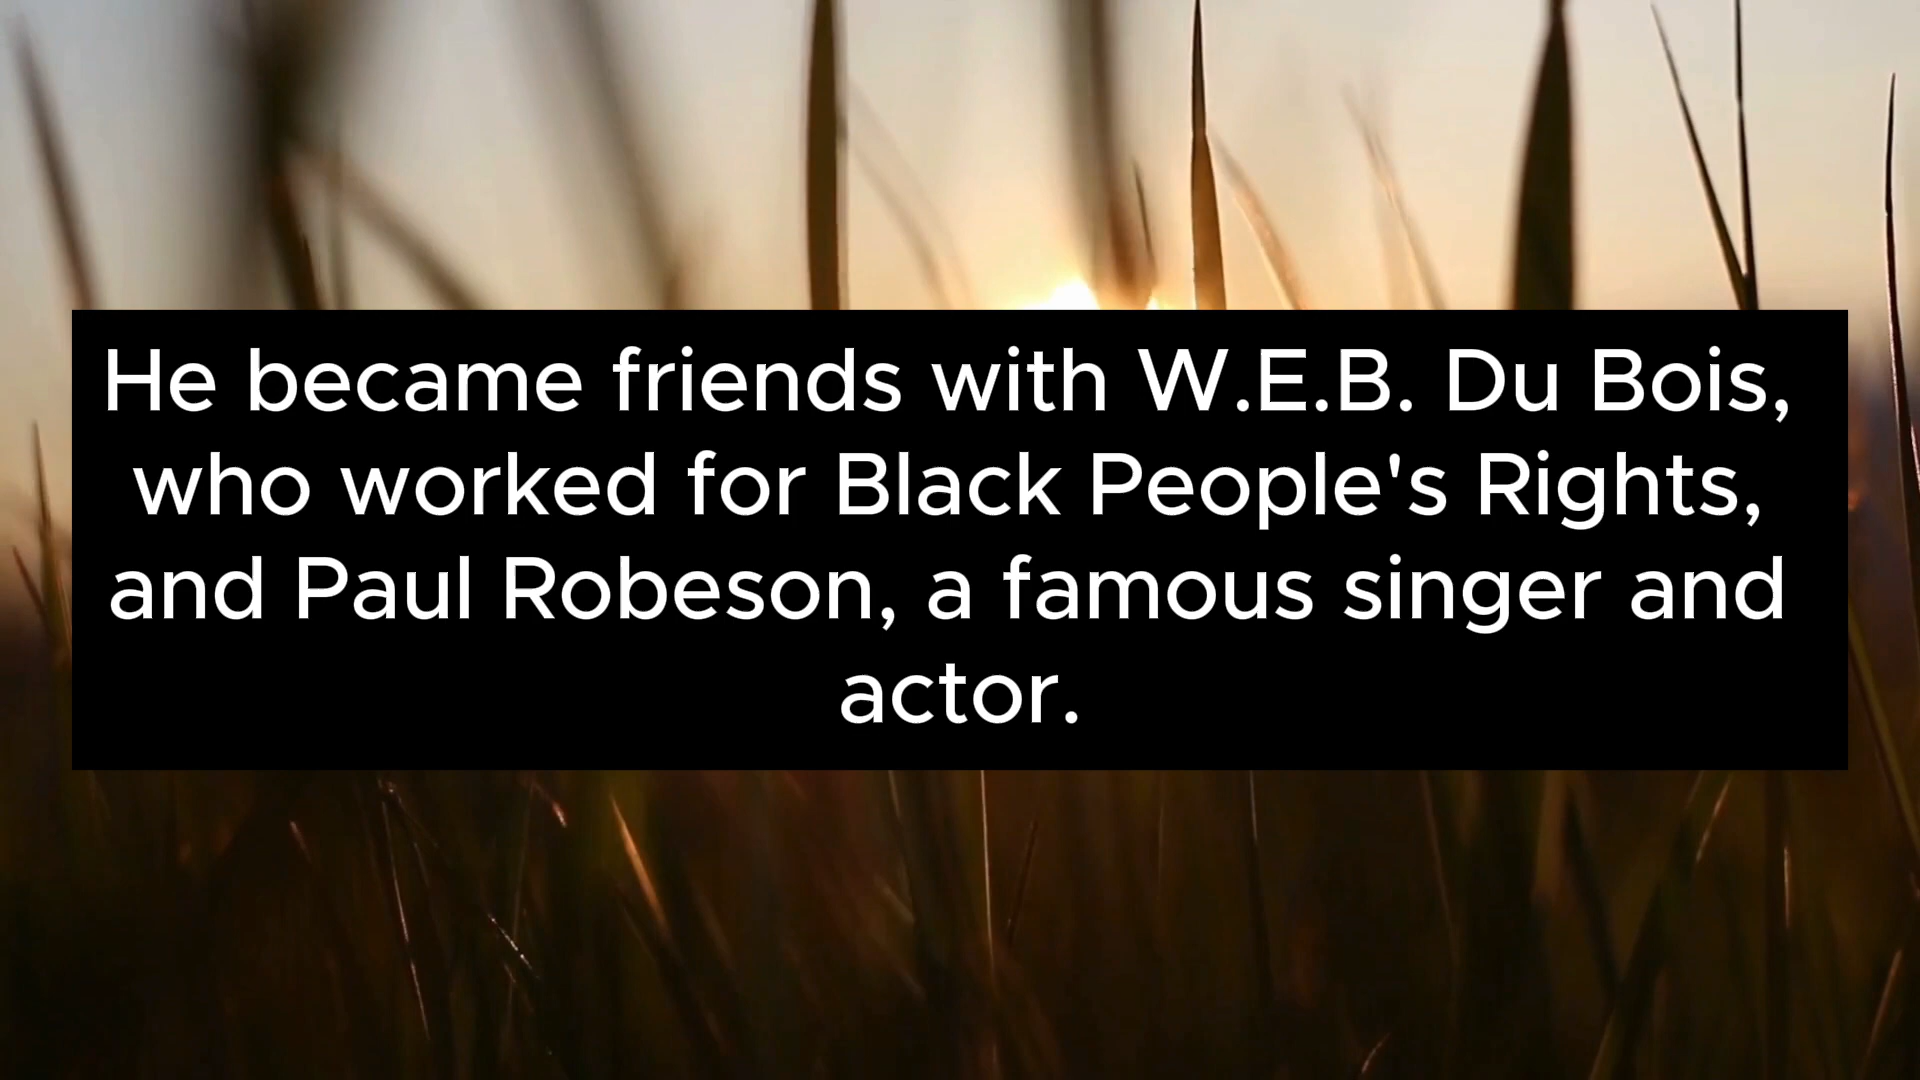 He became friends with W.E.B. Du Bois,
who worked for Black People's Rights,
and Paul Robeson, a famous singer and
actor.